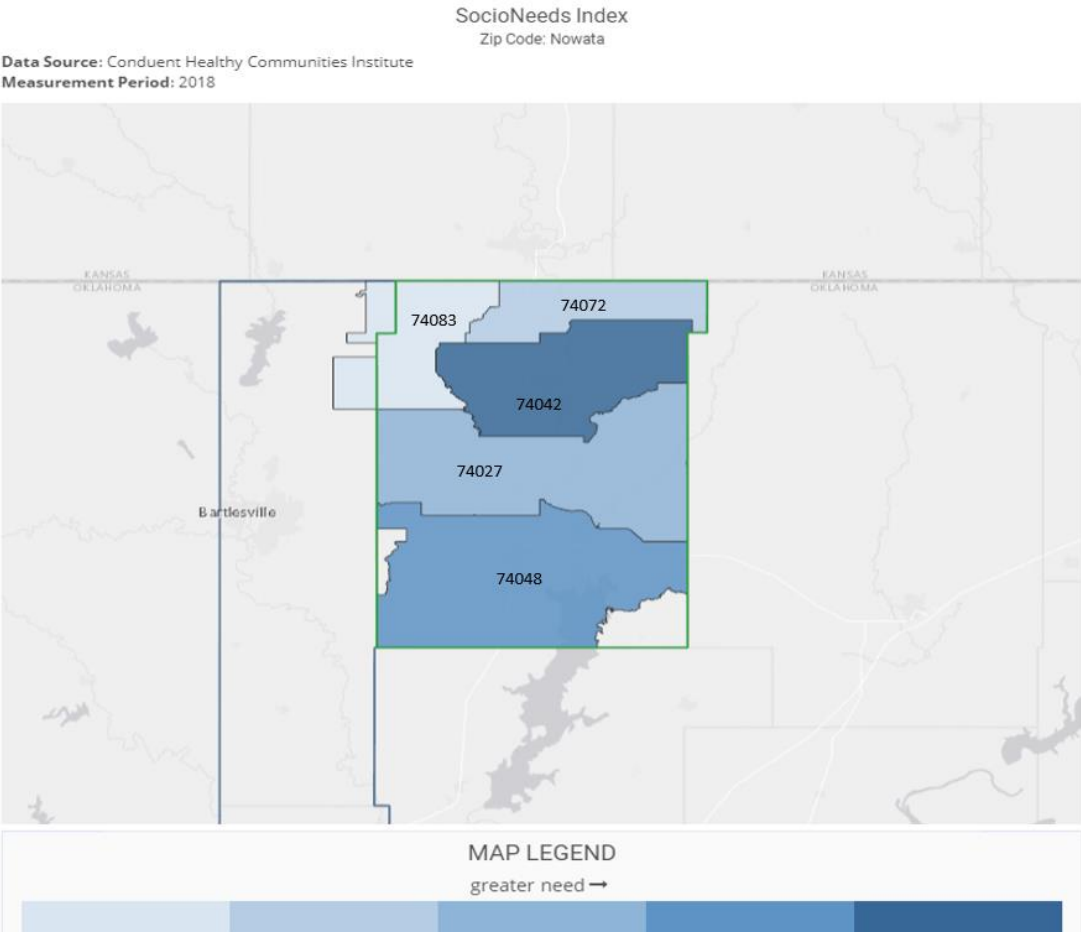 SocioNeeds Index
Zip Code: Nowata
Data Source: Conduent Healthy Communities Institute
Measurement Period: 2018
KANSAS
OKLAHOMA
KANSAS
OKLAHOMA
74083
74072
74042
74027
Bartlesville
74048
MAP LEGEND
greater need →